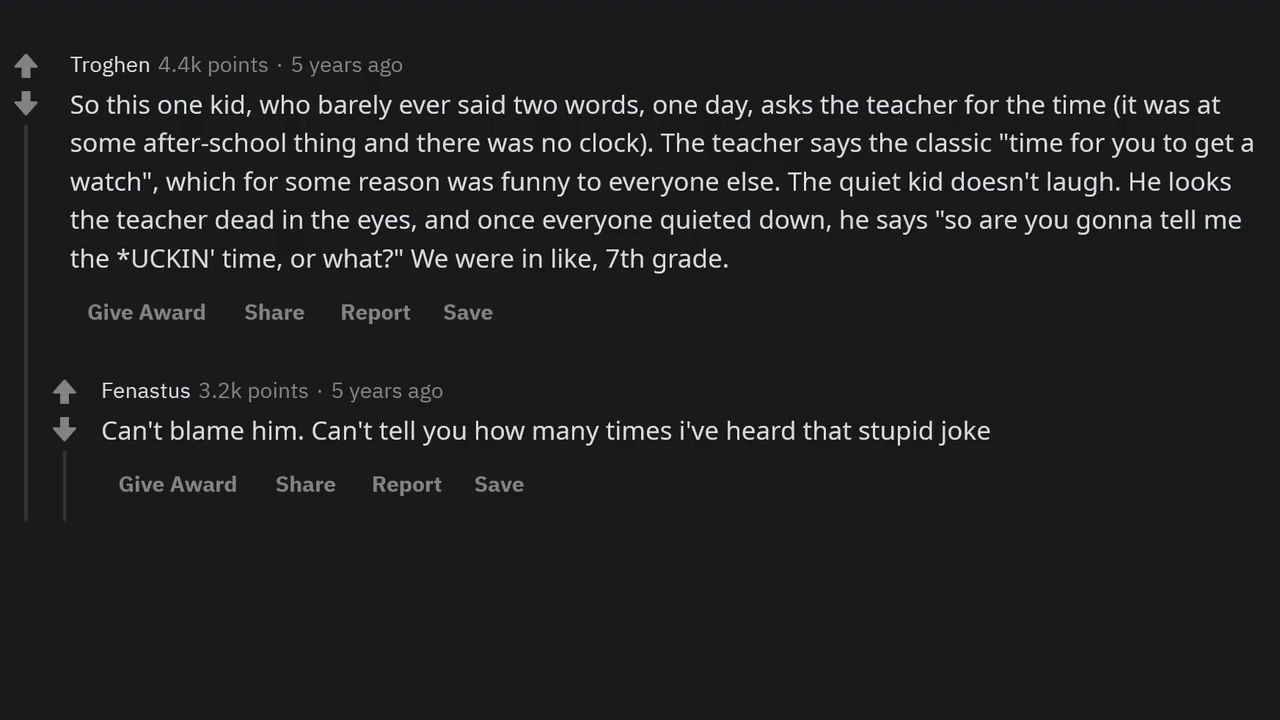 Troghen 4.4k points · 5 years ago
So this one kid, who barely ever said two words, one day, asks the teacher for the time (it was at
some after-school thing and there was no clock). The teacher says the classic "time for you to get a
watch", which for some reason was funny to everyone else. The quiet kid doesn't laugh. He looks
the teacher dead in the eyes, and once everyone quieted down, he says "so are you gonna tell me
the *UCKIN' time, or what?" We were in like, 7th grade.
Give Award Share Report Save
Fenastus 3.2k points · 5 years ago
Can't blame him. Can't tell you how many times i've heard that stupid joke
Give Award Share Report Save